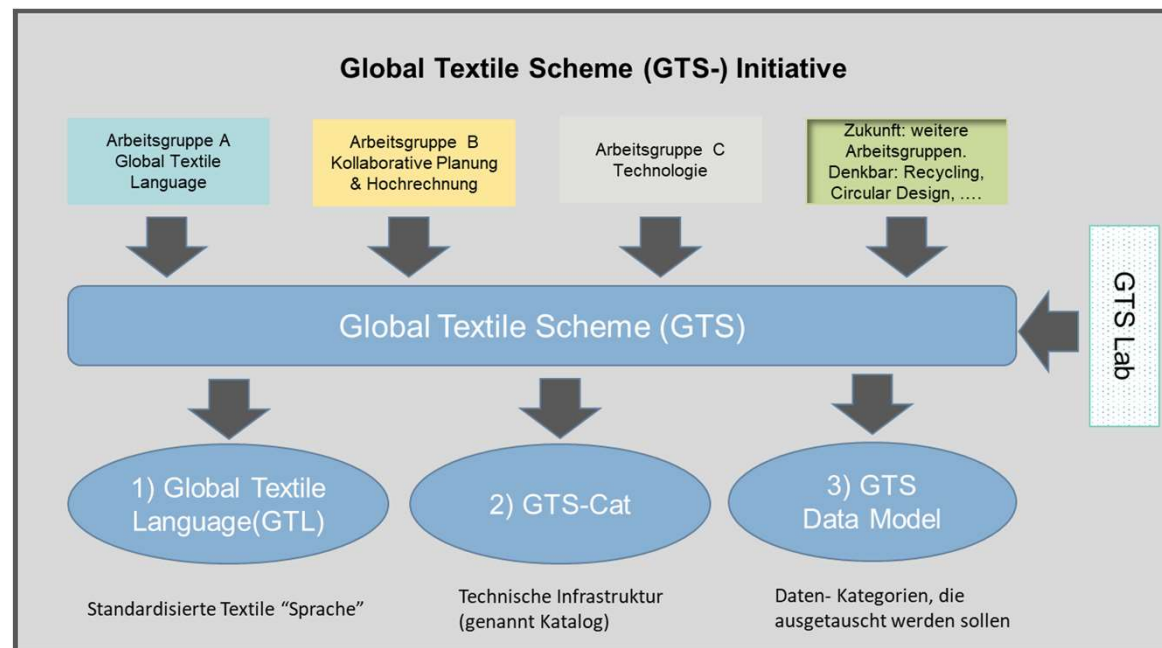 Global Textile Scheme (GTS-) Initiative
Arbeitsgruppe A
Global Textile
Language
Arbeitsgruppe B
Kollaborative Planung
& Hochrechnung
Arbeitsgruppe C
Technologie
Zukunft: weitere
Arbeitsgruppen.
Denkbar: Recycling,
Circular Design, ….
Global Textile Scheme (GTS)
GTS Lab
1) Global Textile
Language(GTL)
2) GTS-Cat
3) GTS
Data Model
Standardisierte Textile “Sprache”
Technische Infrastruktur
(genannt Katalog)
Daten- Kategorien, die
ausgetauscht werden sollen